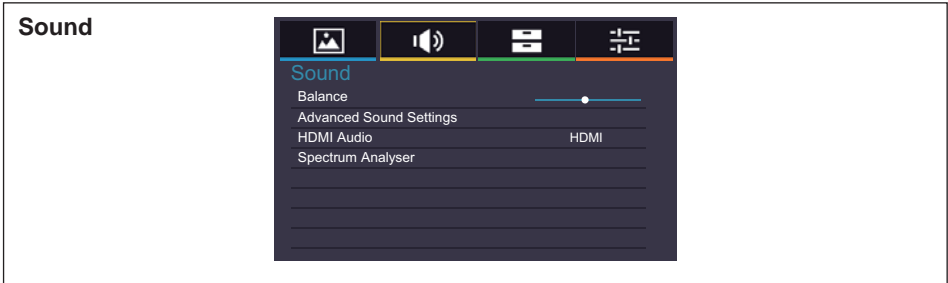 Sound
Sound
Balance
Advanced Sound Settings
HDMI Audio HDMI
Spectrum Analyser